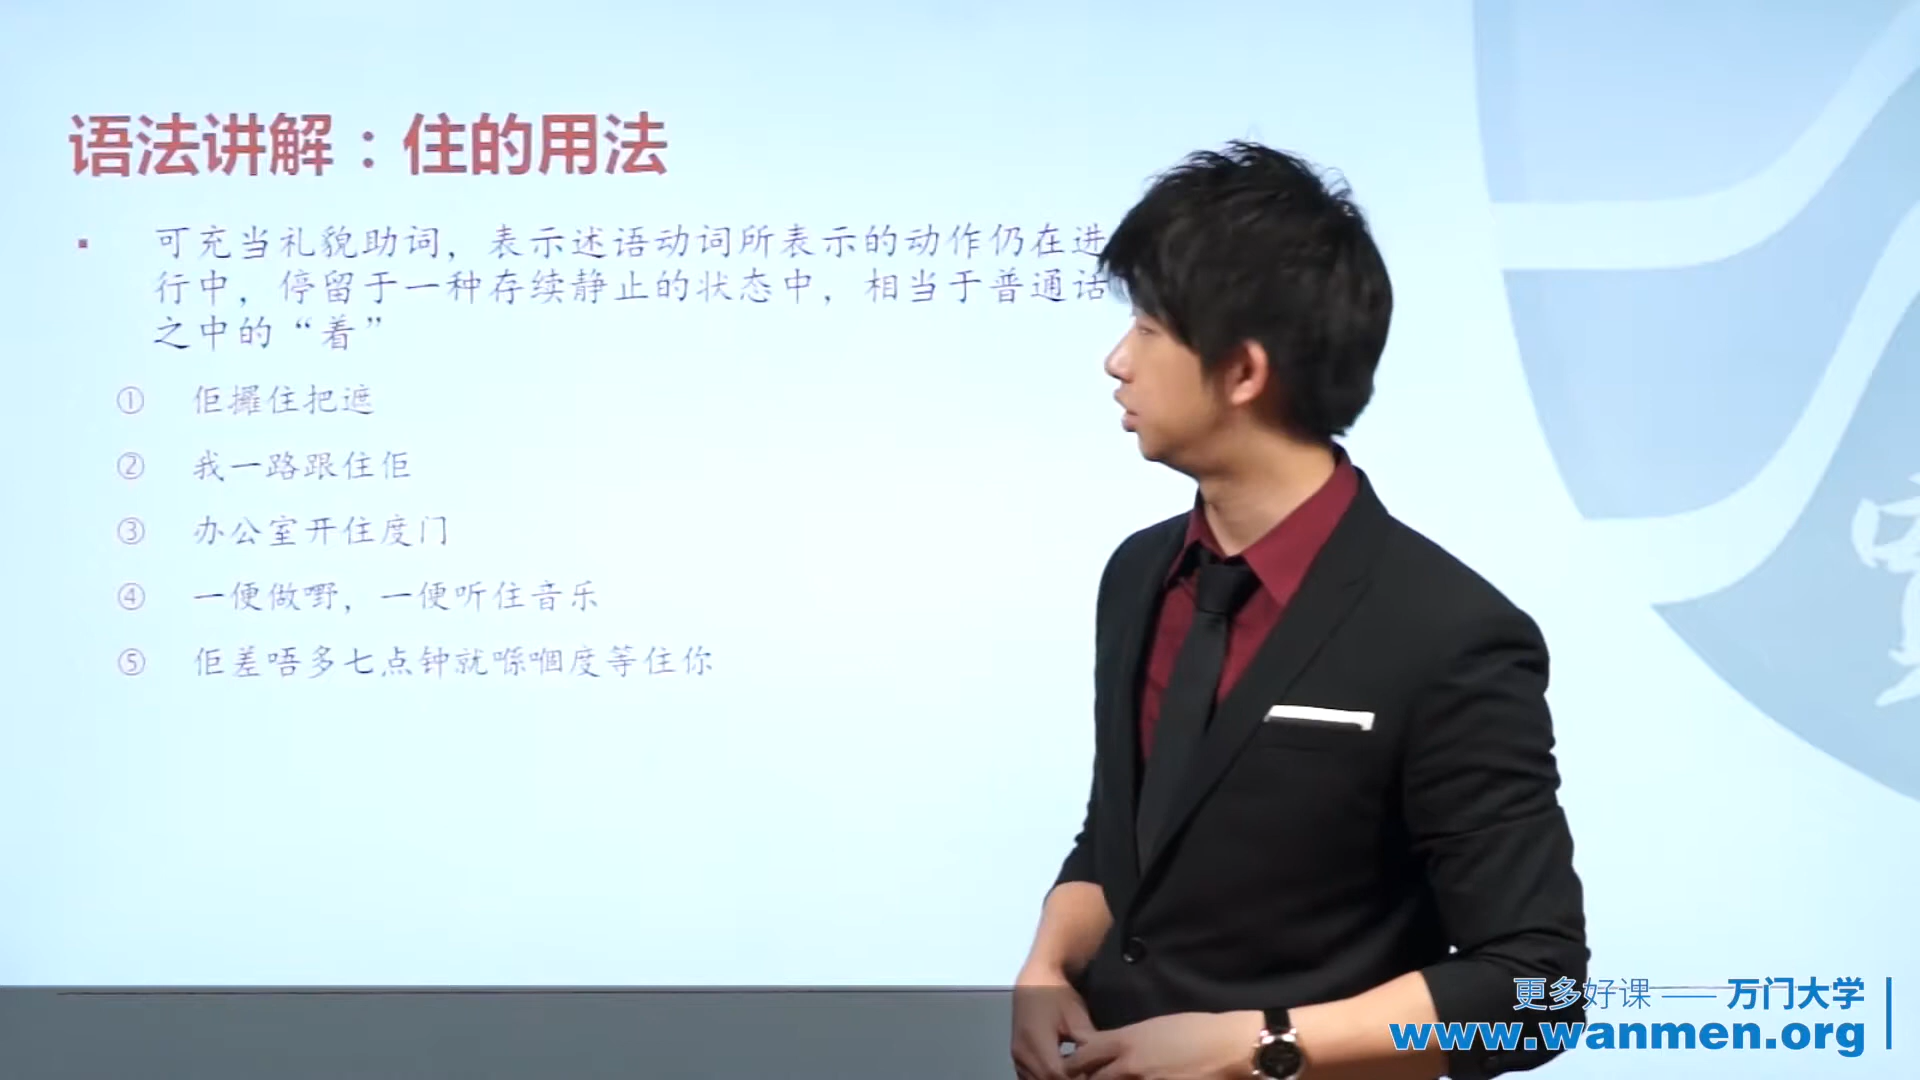 语法讲解：住的用法
▪ 可充当礼貌助词，表示述语动词所表示的动作仍在进
行中，停留于一种存续静止的状态中，相当于普通话
之中的“着”
① 佢攞住把遮
② 我一路跟住佢
③ 办公室开住度门
④ 一便做嘢，一便听住音乐
⑤ 佢差唔多七点钟就喺嗰度等住你
更多好课 —— 万门大学
www.wanmen.org